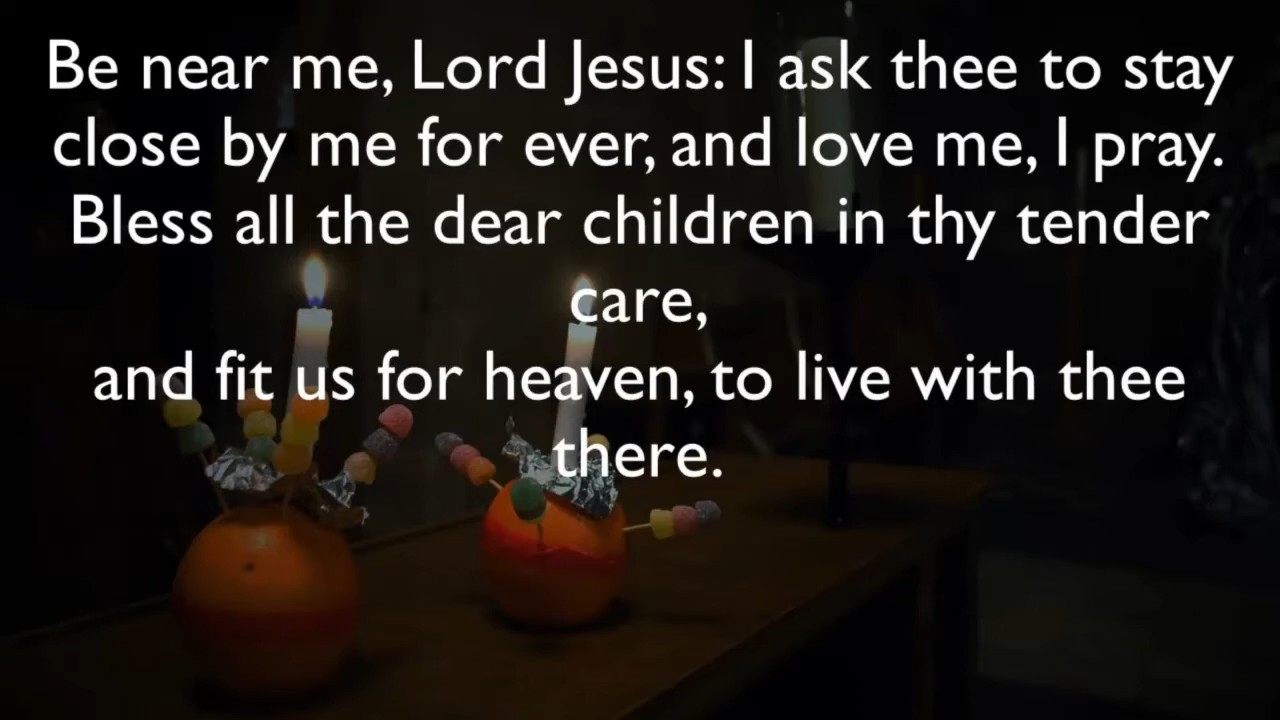 Be near me, Lord Jesus: I ask thee to stay
close by me for ever, and love me, I pray.
Bless all the dear children in thy tender
care,
and fit us for heaven, to live with thee
there.